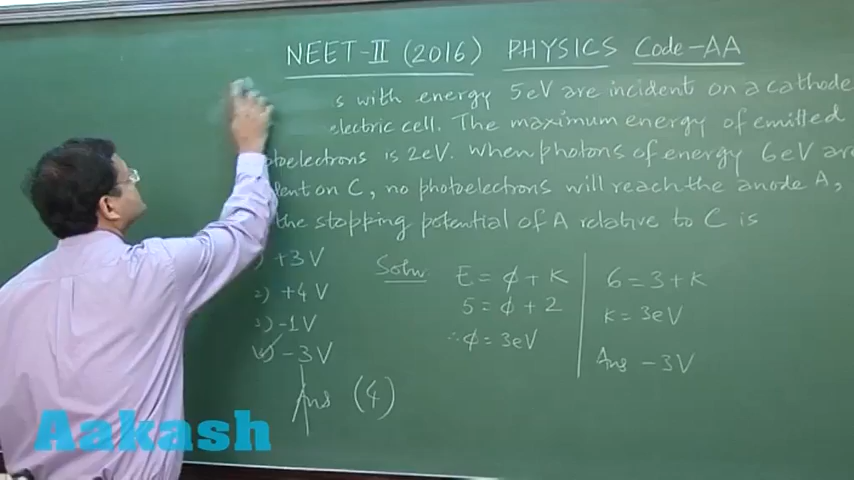 NEET-II (2016) PHYSICS Code-AA
s with energy 5eV are incident on a cathode
electric cell. The maximum energy of emitted
otoelectrons is 2eV. When photons of energy 6eV are
dent on C, no photoelectrons will reach the anode A,
the stopping potential of A relative to C is
+3V
2) +4V
3) -1V
-3V
Ans (4)
Soln
E = ϕ + K
5 = ϕ + 2
∴ ϕ = 3eV
6 = 3 + K
K = 3eV
Ans -3V
Aakash